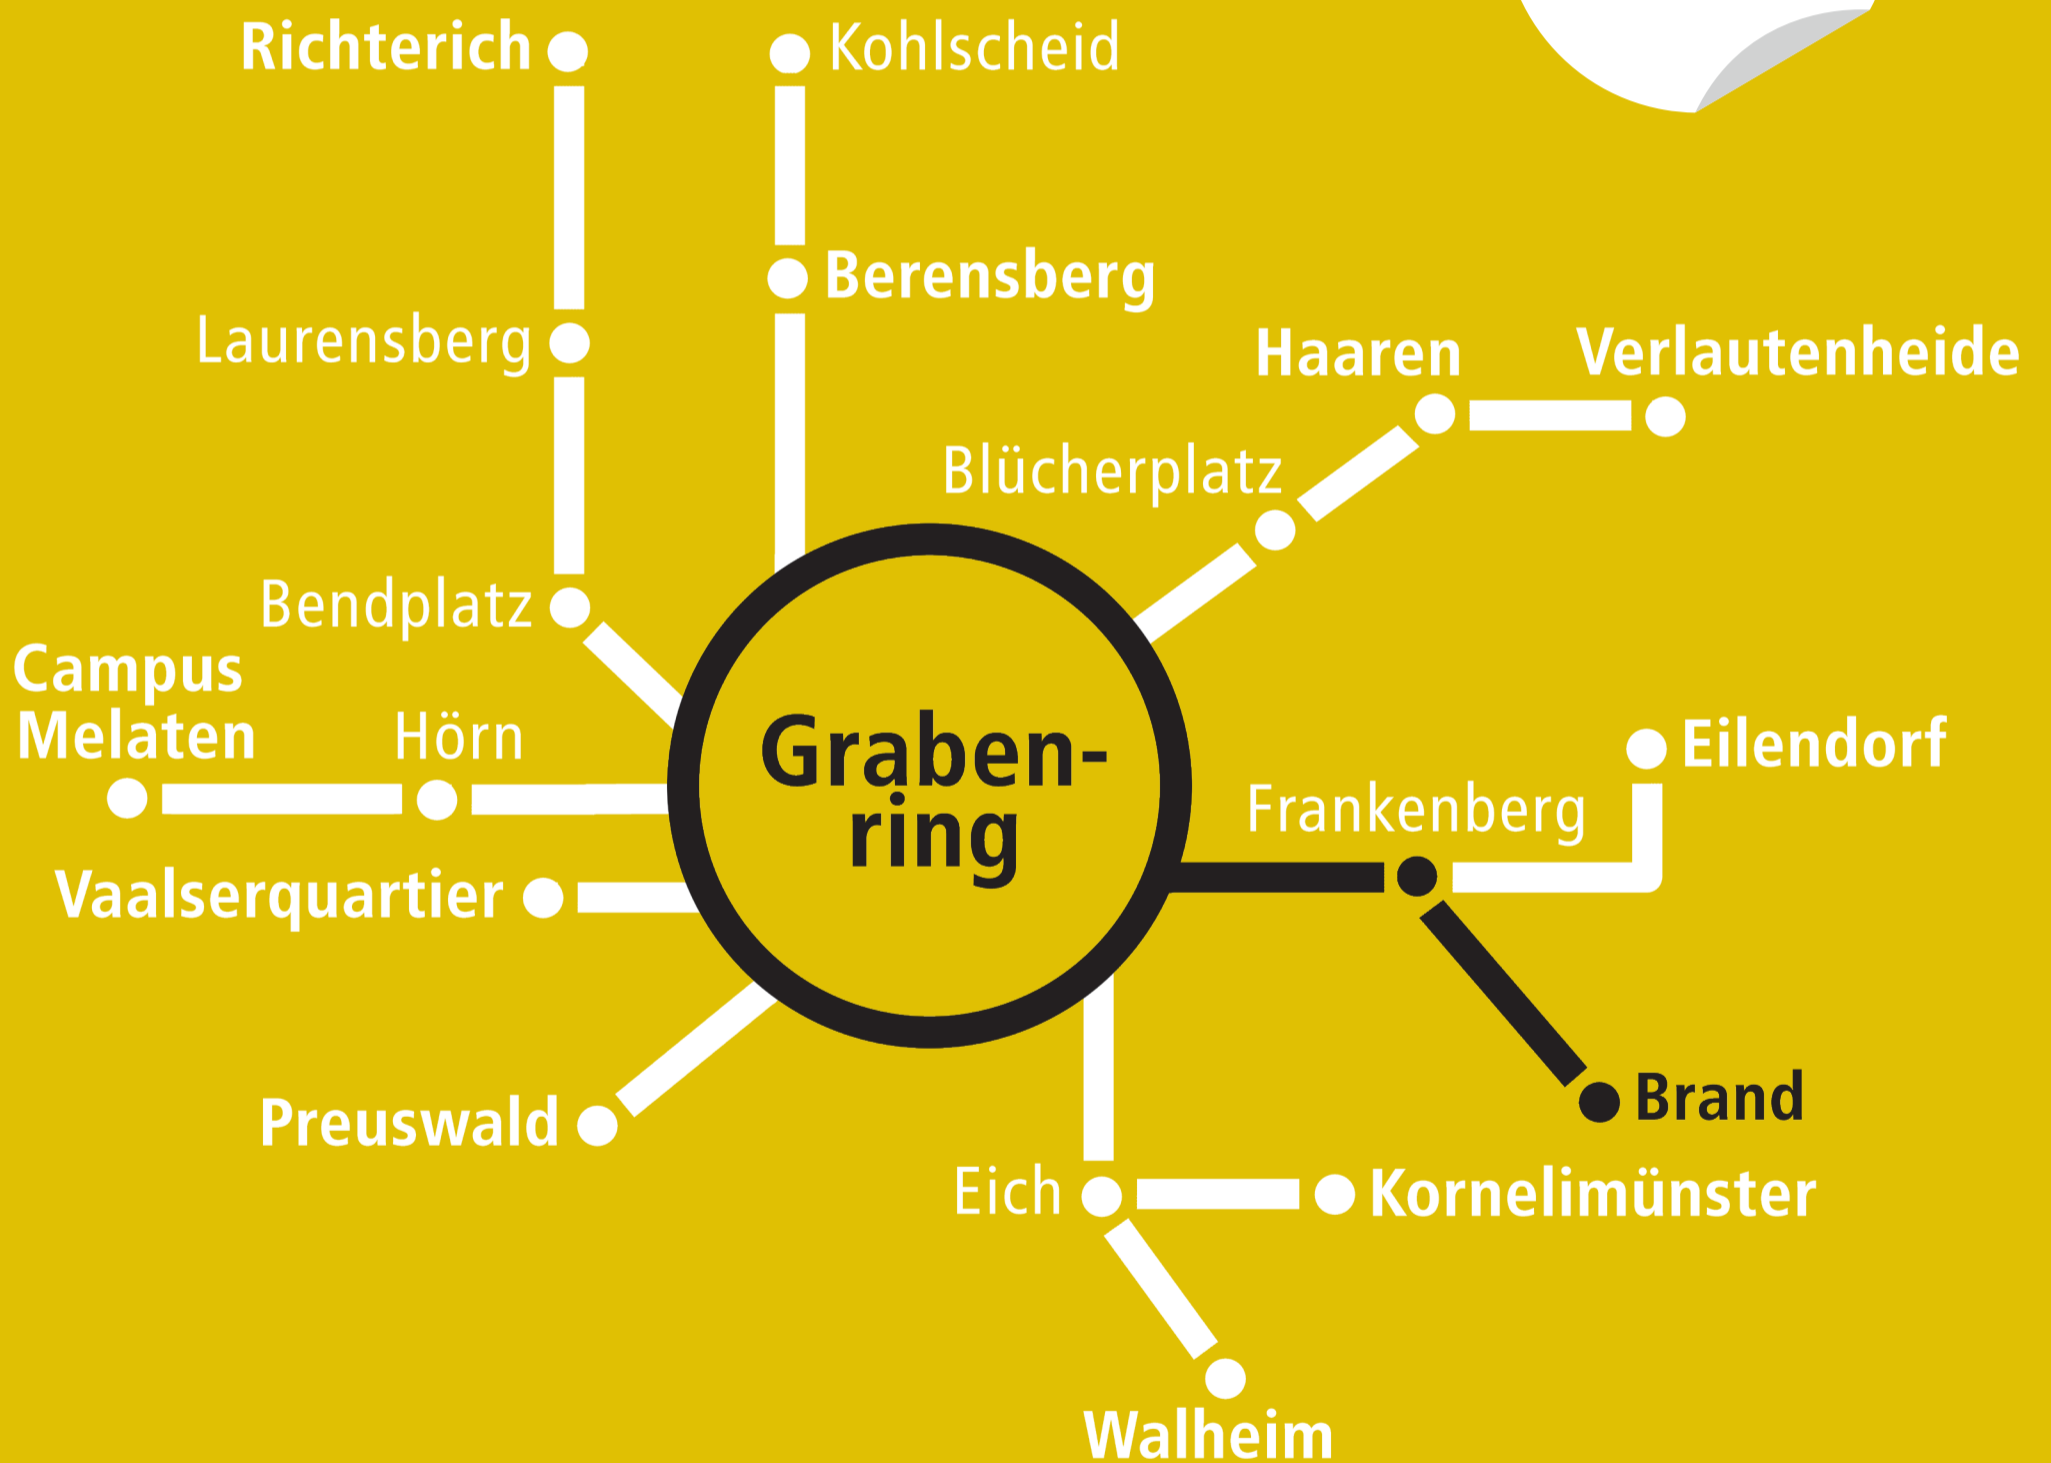 Richterich
Kohlscheid
Berensberg
Laurensberg
Haaren
Verlautenheide
Blücherplatz
Bendplatz
Campus
Melaten
Hörn
Graben-
ring
Eilendorf
Frankenberg
Vaalserquartier
Brand
Preuswald
Eich
Kornelimünster
Walheim